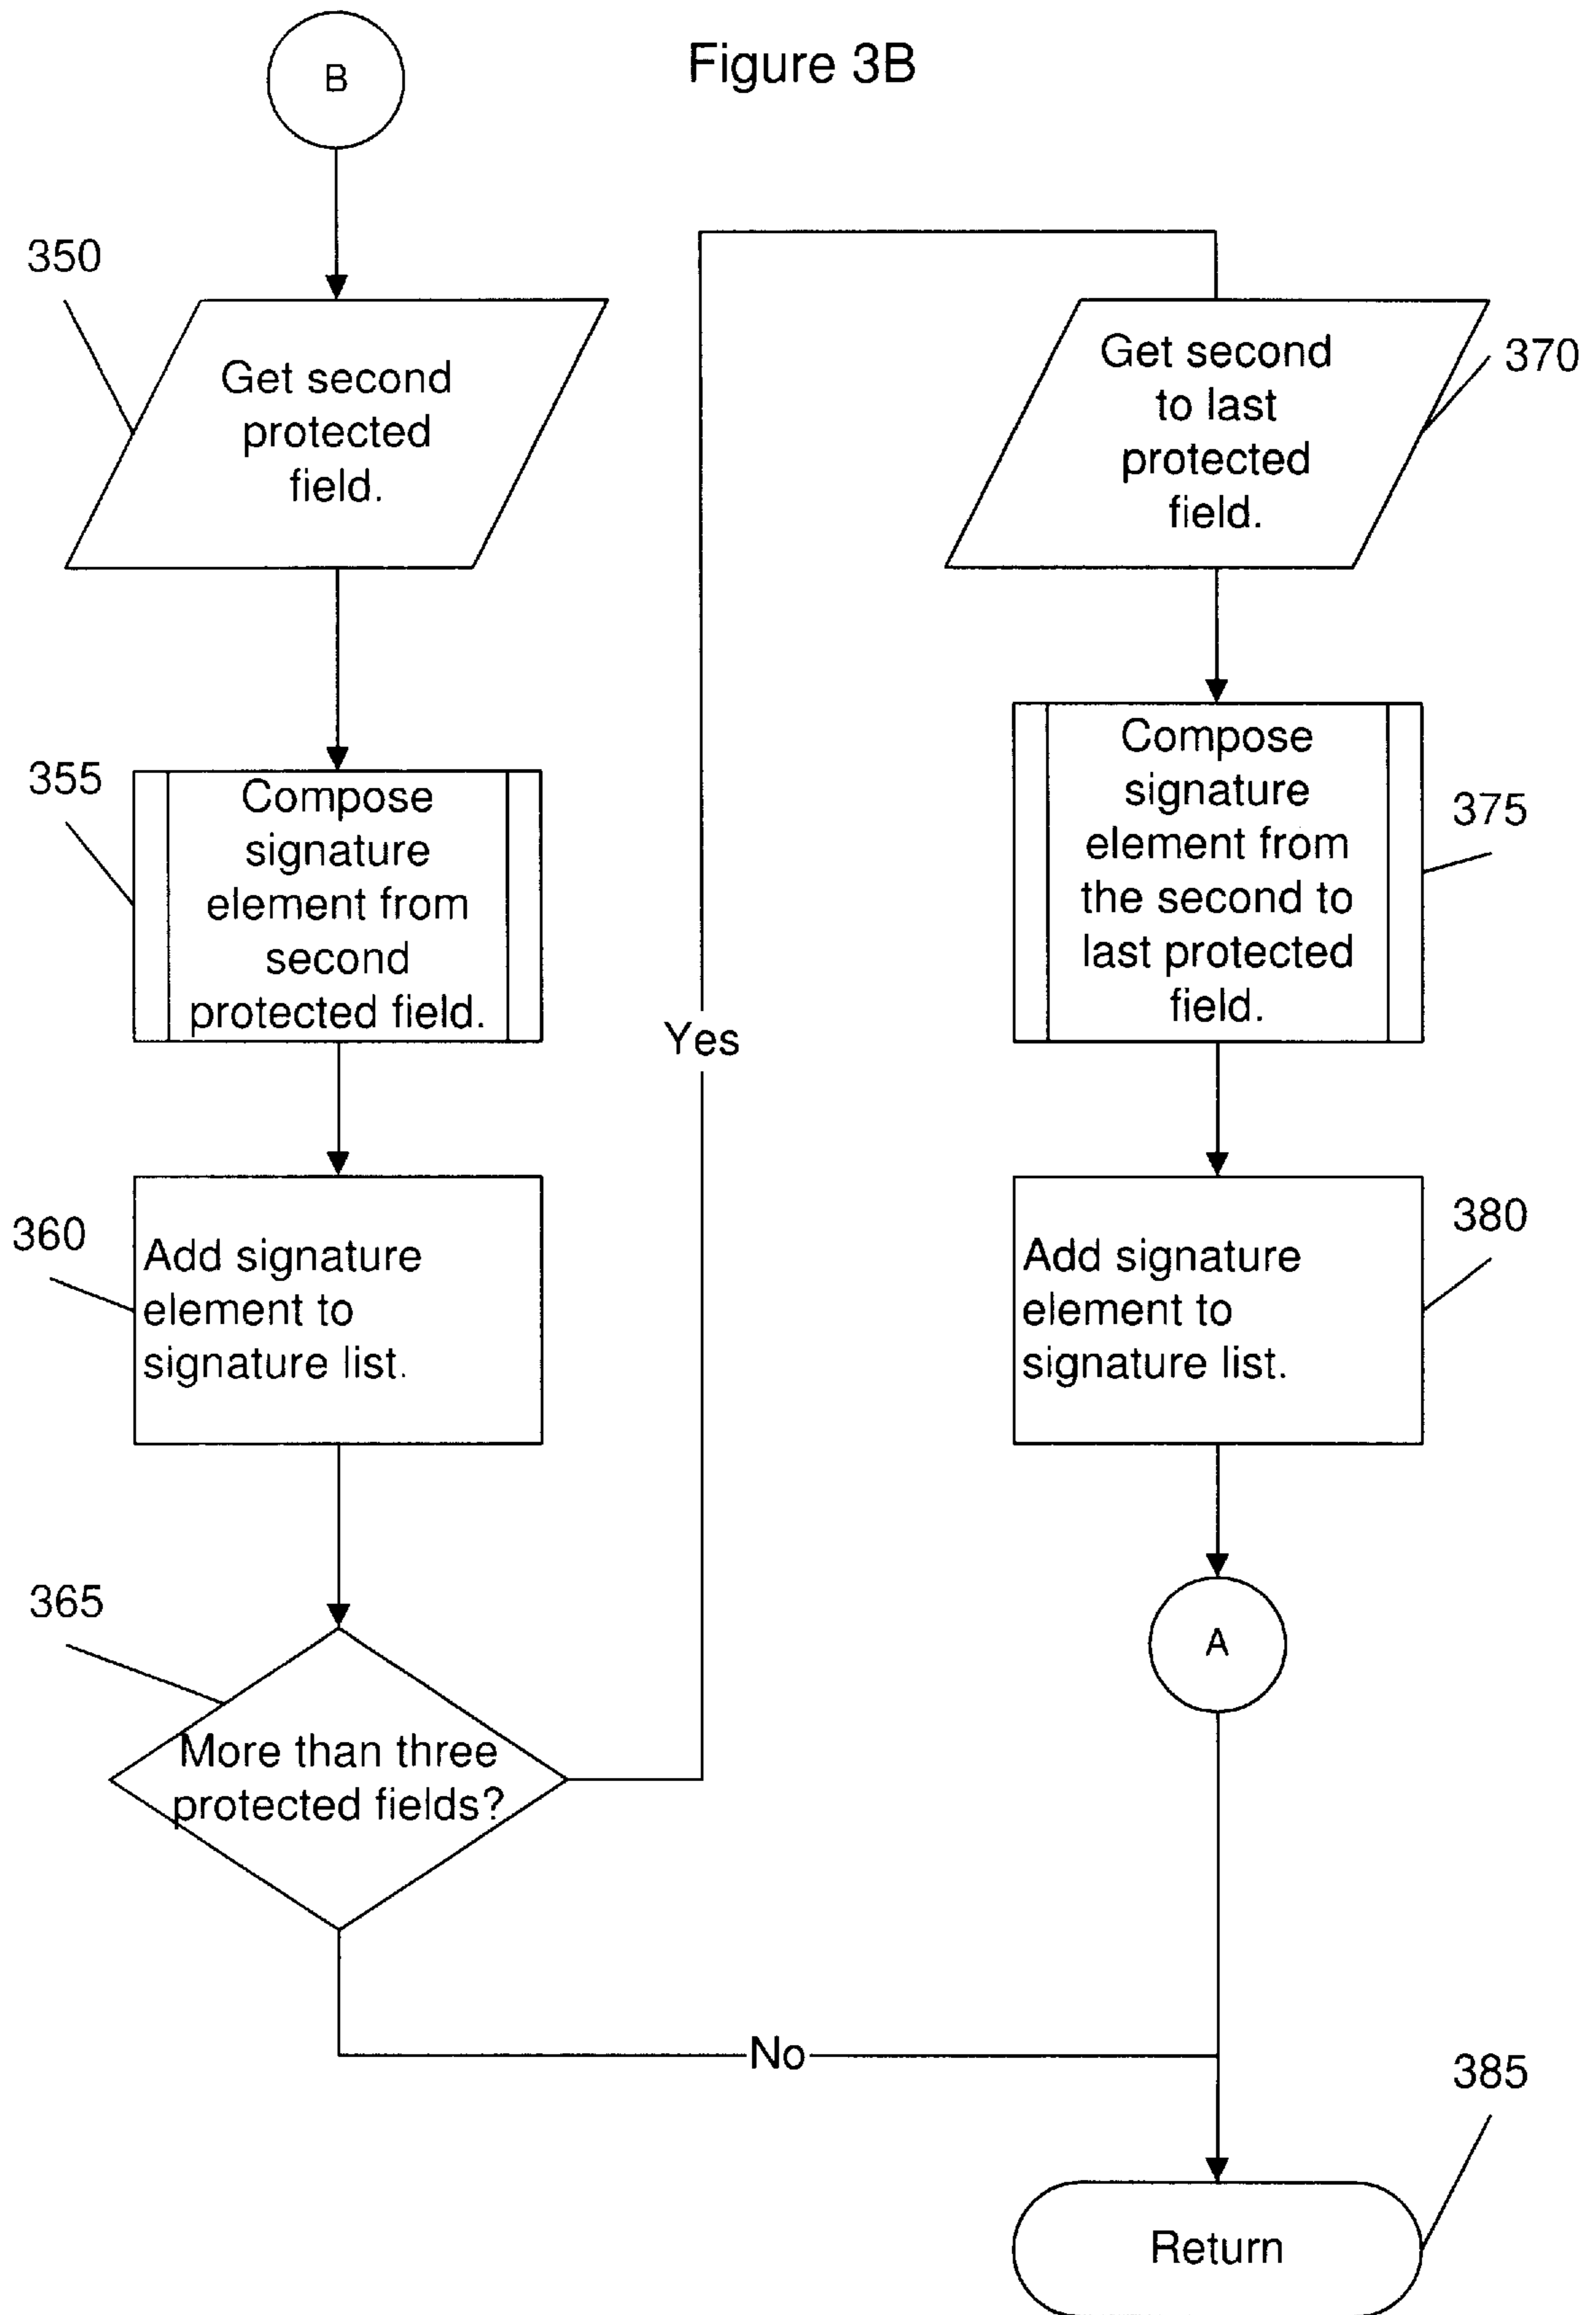 Figure 3B
B
350
Get second
protected
field.
355
Compose
signature
element from
second
protected field.
360
Add signature
element to
signature list.
365
More than three
protected fields?
Yes
No
370
Get second
to last
protected
field.
375
Compose
signature
element from
the second to
last protected
field.
380
Add signature
element to
signature list.
A
385
Return